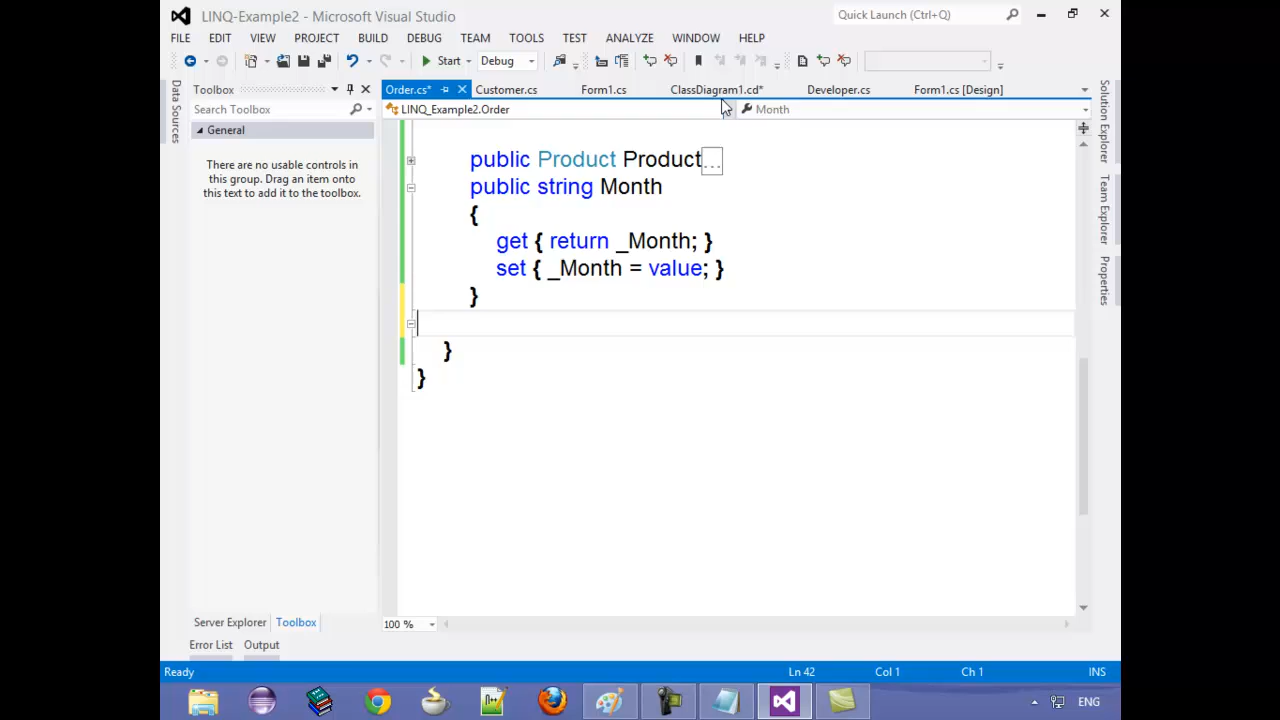 LINQ-Example2 - Microsoft Visual Studio
Quick Launch (Ctrl+Q)
FILE EDIT VIEW PROJECT BUILD DEBUG TEAM TOOLS TEST ANALYZE WINDOW HELP
Start Debug
Data Sources
Toolbox
Search Toolbox
General
There are no usable controls in
this group. Drag an item onto
this text to add it to the toolbox.
Server Explorer Toolbox
Error List Output
Order.cs* Customer.cs Form1.cs ClassDiagram1.cd* Developer.cs Form1.cs [Design]
LINQ_Example2.Order Month
public Product Product...
public string Month
{
get { return _Month; }
set { _Month = value; }
}
}
}
100 %
Solution Explorer
Team Explorer
Properties
Ready Ln 42 Col 1 Ch 1 INS
ENG